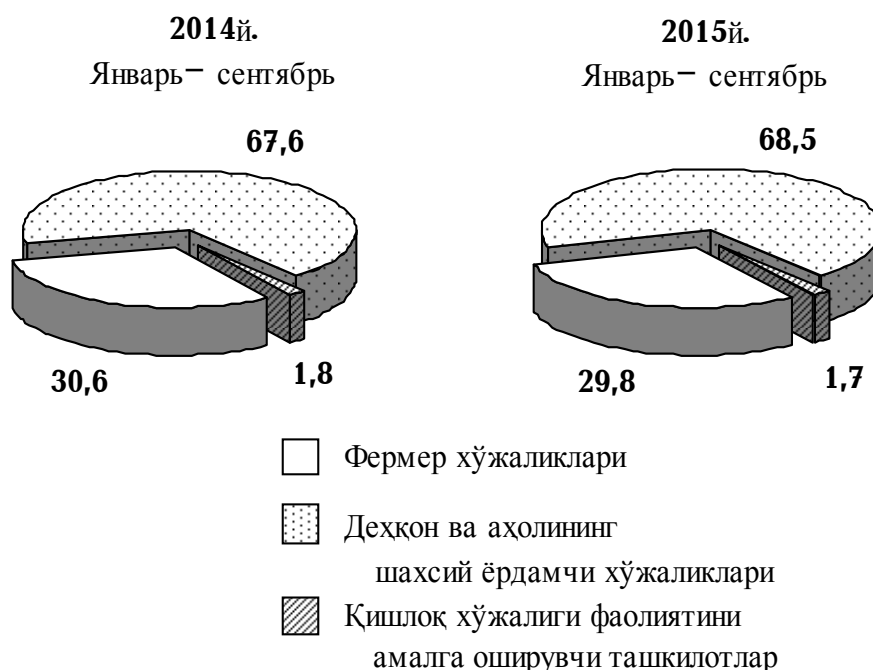 2014й.
Январь– сентябрь
67,6
30,6
1,8
2015й.
Январь– сентябрь
68,5
29,8
1,7
Фермер хўжаликлари
Деҳқон ва аҳолининг
шахсий ёрдамчи хўжаликлари
Қишлоқ хўжалиги фаолиятини
амалга оширувчи ташкилотлар